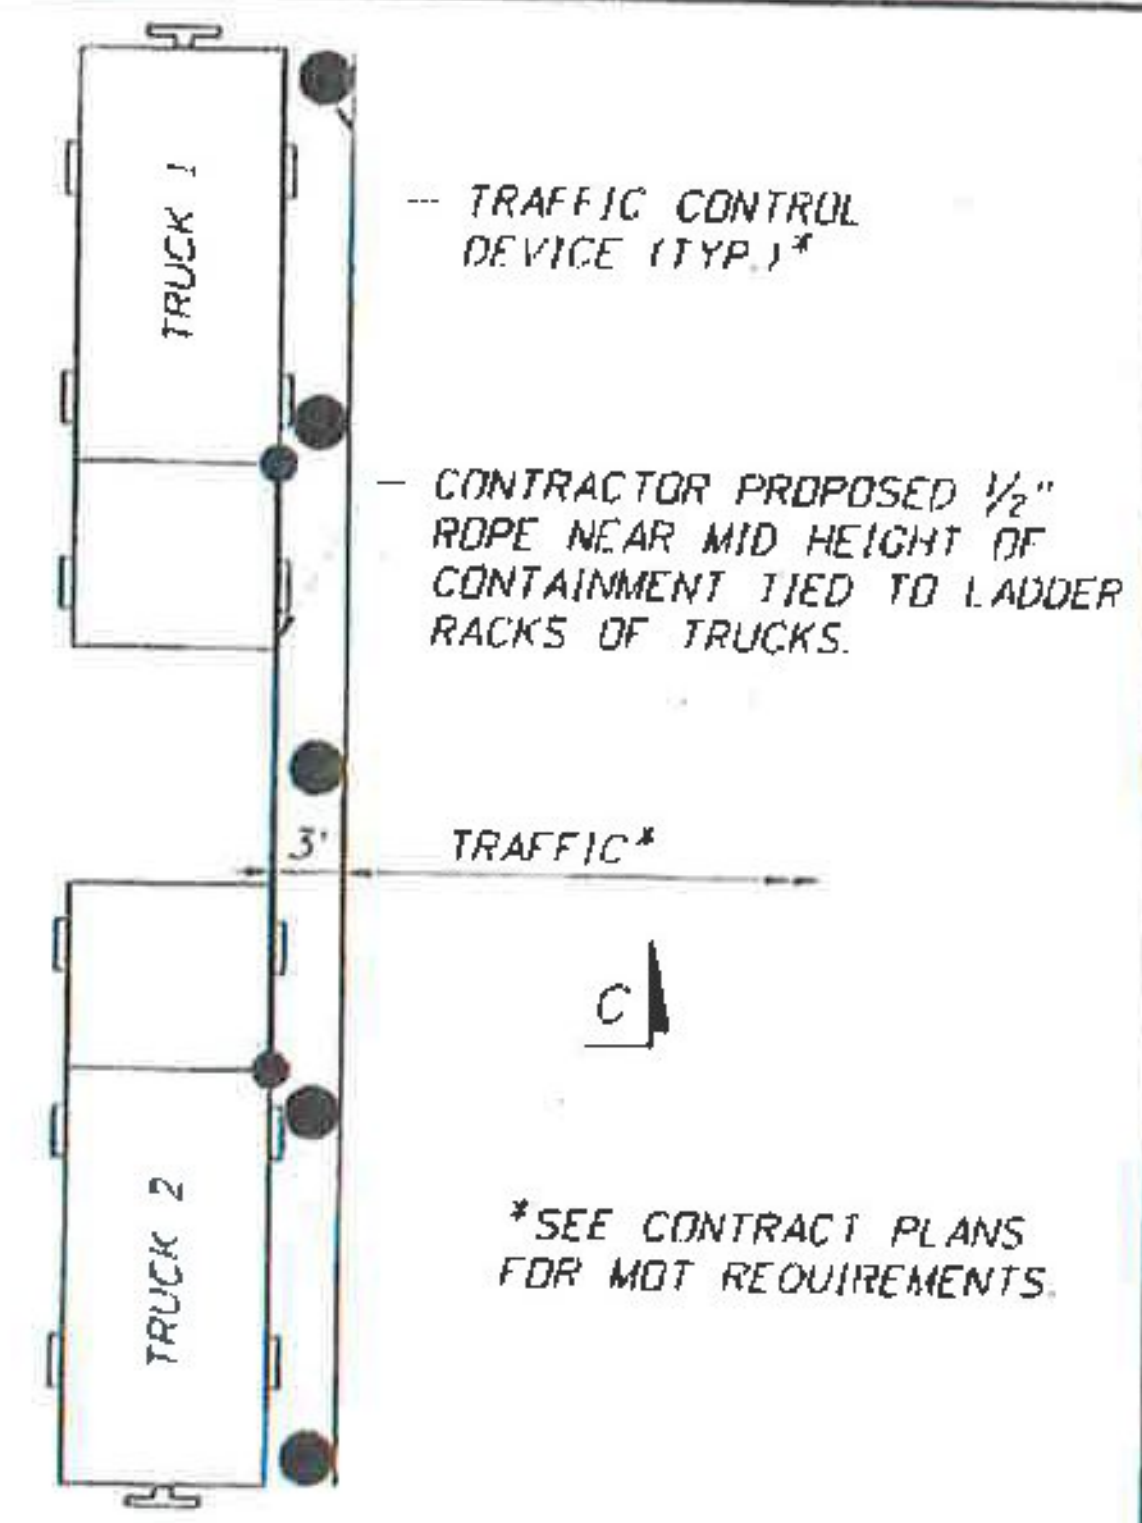 TRUCK 1
TRAFFIC CONTROL
DEVICE (TYP.)*
CONTRACTOR PROPOSED 1/2"
ROPE NEAR MID HEIGHT OF
CONTAINMENT TIED TO LADDER
RACKS OF TRUCKS.
3'
TRAFFIC*
C
TRUCK 2
*SEE CONTRACT PLANS
FOR MOT REQUIREMENTS.